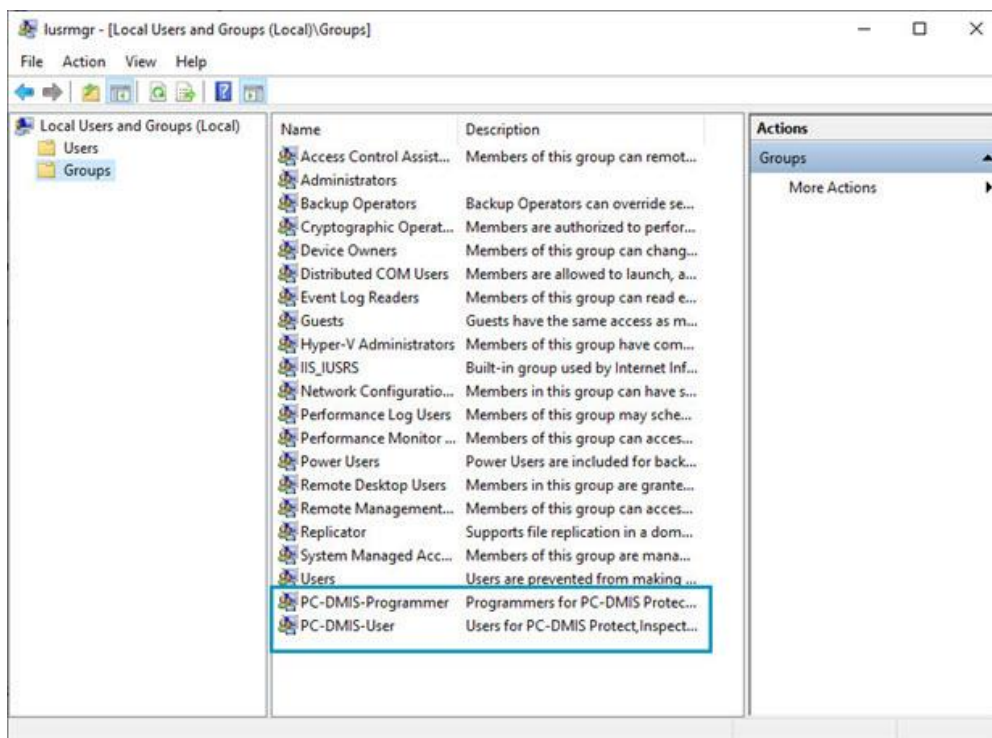 lusrmgr - [Local Users and Groups (Local)\Groups]
File Action View Help
Local Users and Groups (Local)
Users
Groups
Name Description
Access Control Assist... Members of this group can remot...
Administrators
Backup Operators Backup Operators can override se...
Cryptographic Operat... Members are authorized to perfor...
Device Owners Members of this group can chang...
Distributed COM Users Members are allowed to launch, a...
Event Log Readers Members of this group can read e...
Guests Guests have the same access as m...
Hyper-V Administrators Members of this group have com...
IIS_IUSRS Built-in group used by Internet Inf...
Network Configuratio... Members in this group can have s...
Performance Log Users Members of this group may sche...
Performance Monitor ... Members of this group can acces...
Power Users Power Users are included for back...
Remote Desktop Users Members in this group are grante...
Remote Management... Members of this group can acces...
Replicator Supports file replication in a dom...
System Managed Acc... Members of this group are mana...
Users Users are prevented from making ...
PC-DMIS-Programmer Programmers for PC-DMIS Protec...
PC-DMIS-User Users for PC-DMIS Protect,Inspect...
Actions
Groups
More Actions